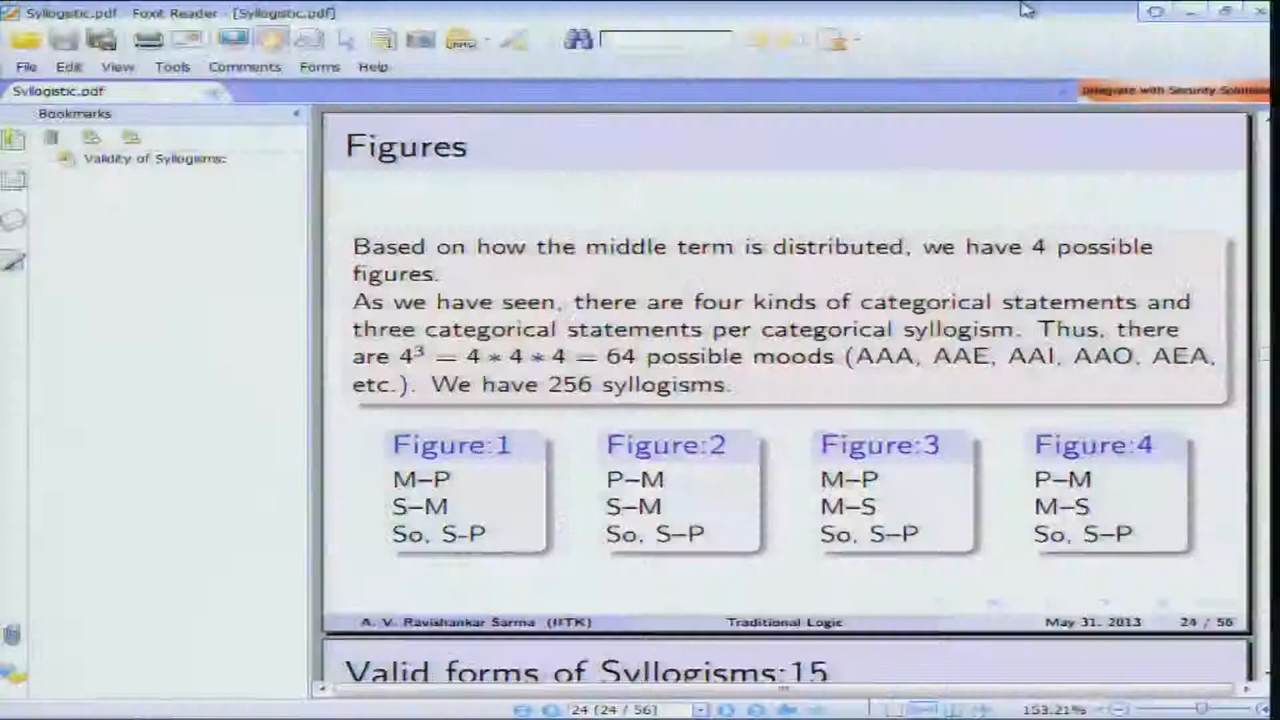 Syllogistic.pdf - Foxit Reader - [Syllogistic.pdf]
File Edit View Tools Comments Forms Help
Syllogistic.pdf
Integrate with Security Solutions
Bookmarks
Validity of Syllogisms:
Figures
Based on how the middle term is distributed, we have 4 possible
figures.
As we have seen, there are four kinds of categorical statements and
three categorical statements per categorical syllogism. Thus, there
are 4³ = 4 * 4 * 4 = 64 possible moods (AAA, AAE, AAI, AAO, AEA,
etc.). We have 256 syllogisms.
Figure:1
M–P
S–M
So, S-P
Figure:2
P–M
S–M
So, S–P
Figure:3
M–P
M–S
So, S–P
Figure:4
P–M
M–S
So, S–P
A. V. Ravishankar Sarma (IITK) Traditional Logic May 31, 2013 24 / 56
Valid forms of Syllogisms:15
24 (24 / 56) 153.21%